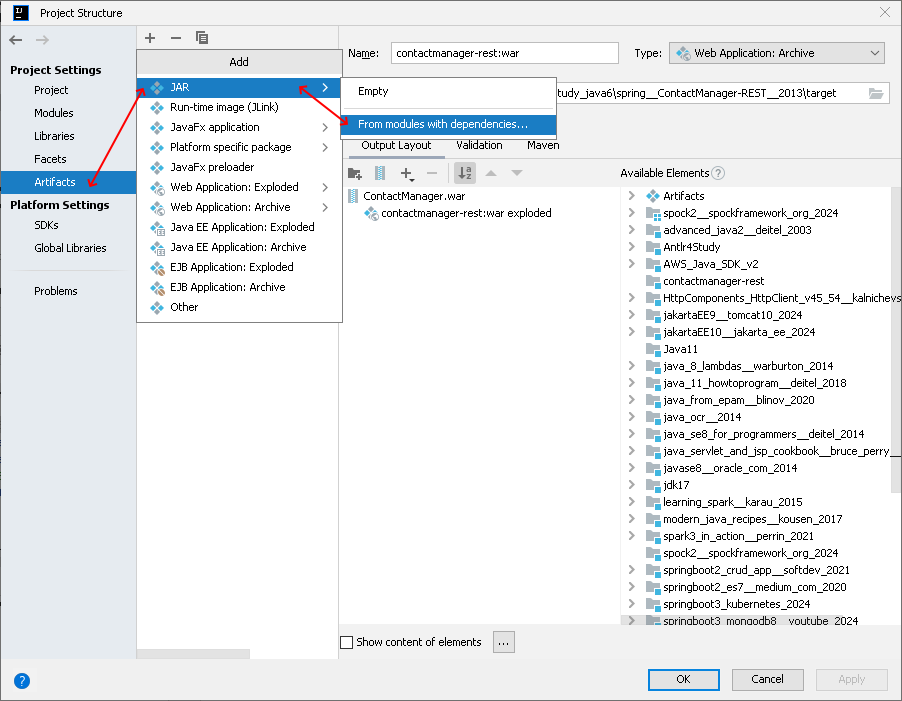 Project Structure
Project Settings
Project
Modules
Libraries
Facets
Artifacts
Platform Settings
SDKs
Global Libraries
Problems
Add
JAR
Run-time image (JLink)
JavaFx application
Platform specific package
JavaFx preloader
Web Application: Exploded
Web Application: Archive
Java EE Application: Exploded
Java EE Application: Archive
EJB Application: Exploded
EJB Application: Archive
Other
Empty
From modules with dependencies...
Name: contactmanager-rest:war Type: Web Application: Archive
tudy_java6\spring__ContactManager-REST__2013\target
Output Layout Validation Maven
ContactManager.war
contactmanager-rest:war exploded
Available Elements ?
Artifacts
spock2__spockframework_org_2024
advanced_java2__deitel_2003
Antlr4Study
AWS_Java_SDK_v2
contactmanager-rest
HttpComponents_HttpClient_v45_54__kalnichevs
jakartaEE9__tomcat10_2024
jakartaEE10__jakarta_ee_2024
Java11
java_8_lambdas__warburton_2014
java_11_howtoprogram__deitel_2018
java_from_epam__blinov_2020
java_ocr__2014
java_se8_for_programmers__deitel_2014
java_servlet_and_jsp_cookbook__bruce_perry__
javase8__oracle_com_2014
jdk17
learning_spark__karau_2015
modern_java_recipes__kousen_2017
spark3_in_action__perrin_2021
spock2__spockframework_org_2024
springboot2_crud_app__softdev_2021
springboot2_es7__medium_com_2020
springboot3_kubernetes_2024
springboot3_mongodb8__youtube_2024
Show content of elements ...
? OK Cancel Apply